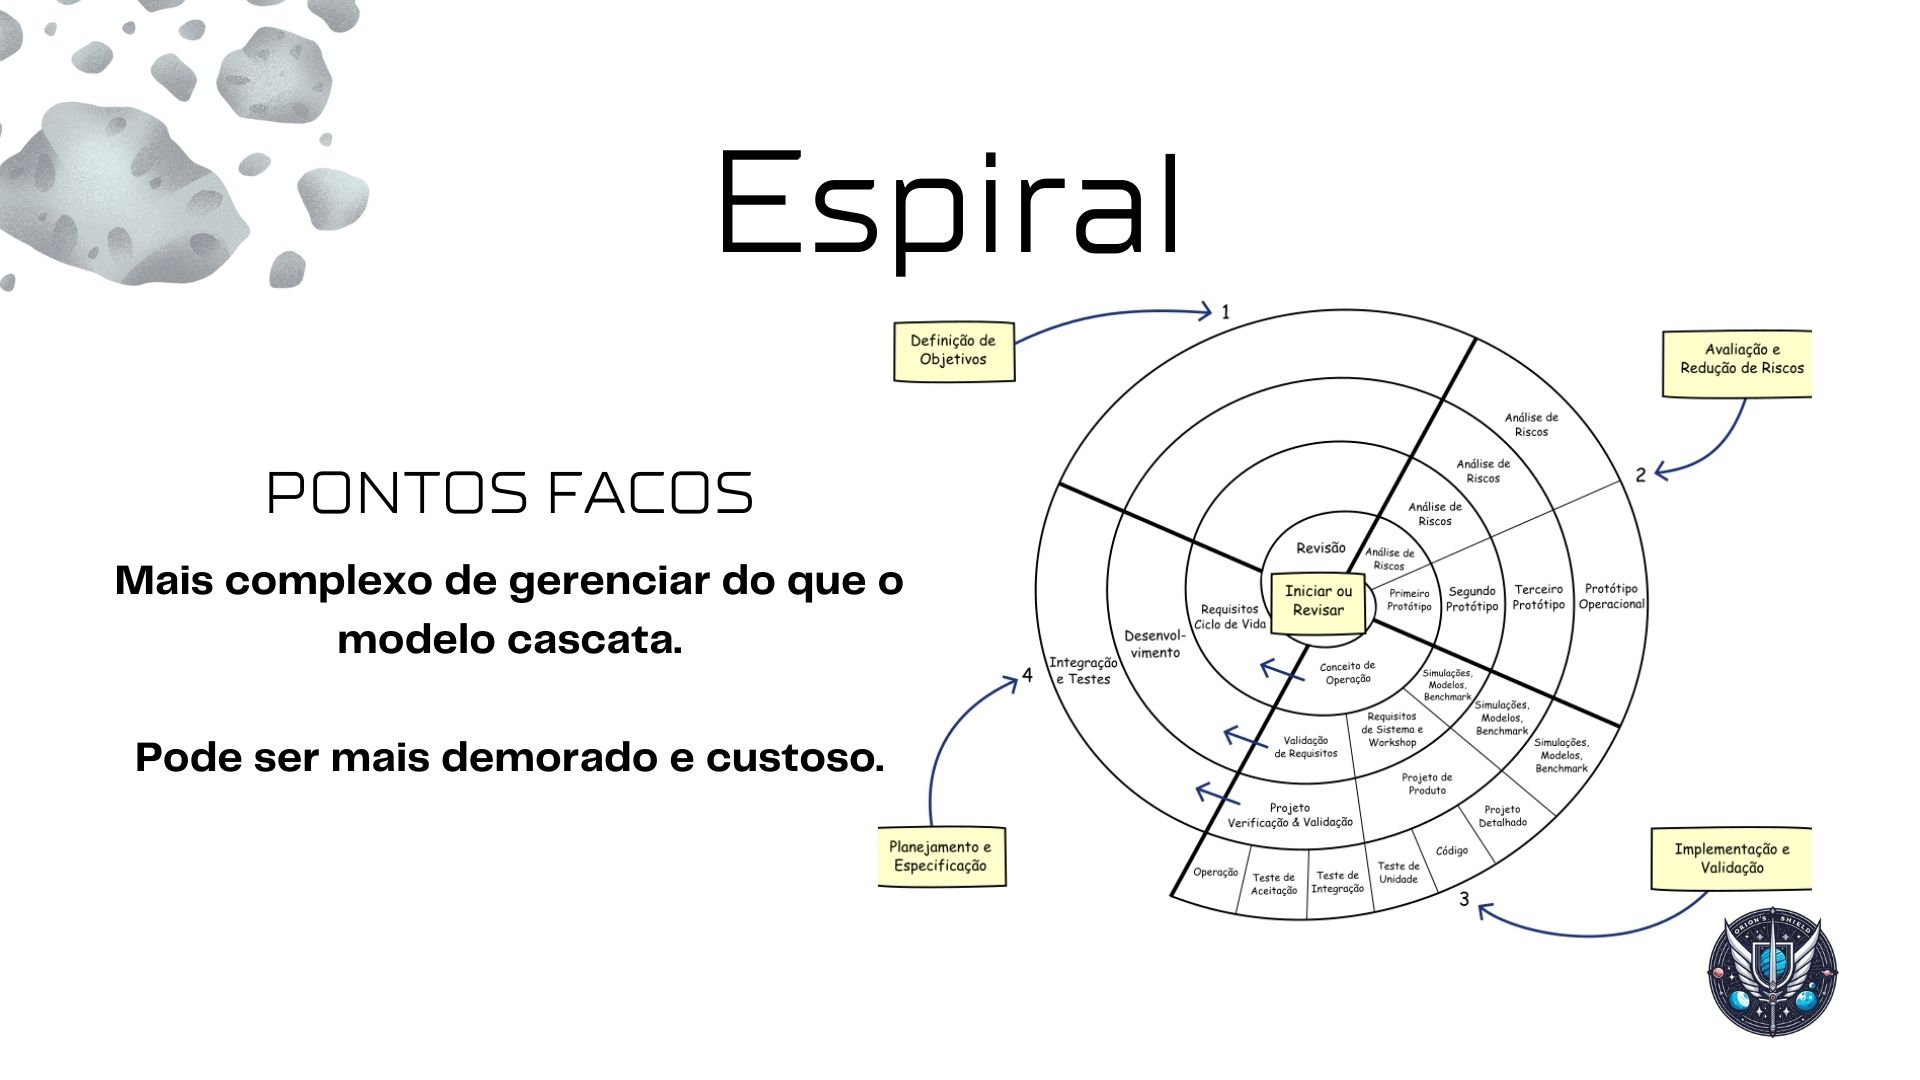 Espiral
PONTOS FACOS
Mais complexo de gerenciar do que o
modelo cascata.
Pode ser mais demorado e custoso.
Definição de
Objetivos
1
Avaliação e
Redução de Riscos
2
Análise de
Riscos
Análise de
Riscos
Análise de
Riscos
Análise de
Riscos
Revisão
Iniciar ou
Revisar
Primeiro
Protótipo
Segundo
Protótipo
Terceiro
Protótipo
Protótipo
Operacional
Requisitos
Ciclo de Vida
Desenvol-
vimento
Integração
e Testes
4
Conceito de
Operação
Simulações,
Modelos,
Benchmark
Simulações,
Modelos,
Benchmark
Simulações,
Modelos,
Benchmark
Validação
de Requisitos
Requisitos
de Sistema e
Workshop
Projeto
Verificação & Validação
Projeto de
Produto
Projeto
Detalhado
Operação
Teste de
Aceitação
Teste de
Integração
Teste de
Unidade
Código
3
Planejamento e
Especificação
Implementação e
Validação
ORION'S SHIELD